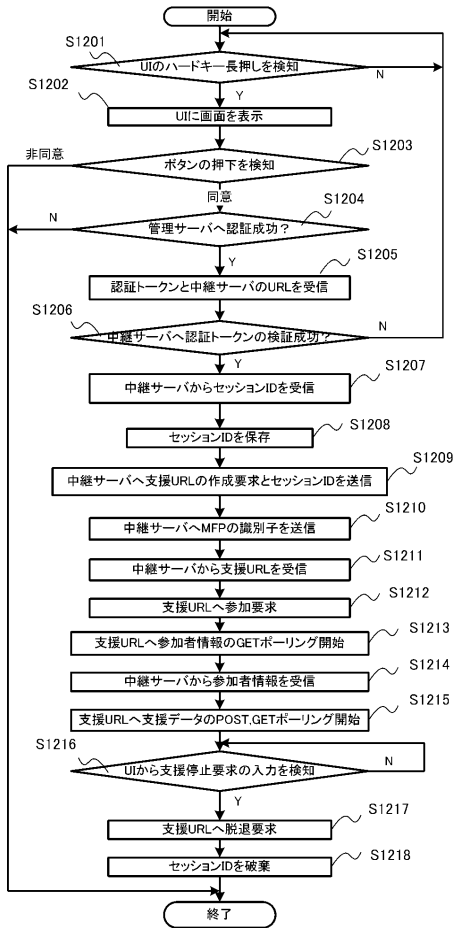 開始
S1201
UIのハードキー長押しを検知
N
Y
S1202
UIに画面を表示
S1203
非同意
ボタンの押下を検知
同意
S1204
N
管理サーバへ認証成功？
Y
S1205
認証トークンと中継サーバのURLを受信
S1206
中継サーバへ認証トークンの検証成功？
N
Y
S1207
中継サーバからセッションIDを受信
S1208
セッションIDを保存
S1209
中継サーバへ支援URLの作成要求とセッションIDを送信
S1210
中継サーバへMFPの識別子を送信
S1211
中継サーバから支援URLを受信
S1212
支援URLへ参加要求
S1213
支援URLへ参加者情報のGETポーリング開始
S1214
中継サーバから参加者情報を受信
S1215
支援URLへ支援データのPOST,GETポーリング開始
S1216
UIから支援停止要求の入力を検知
N
Y
S1217
支援URLへ脱退要求
S1218
セッションIDを破棄
終了